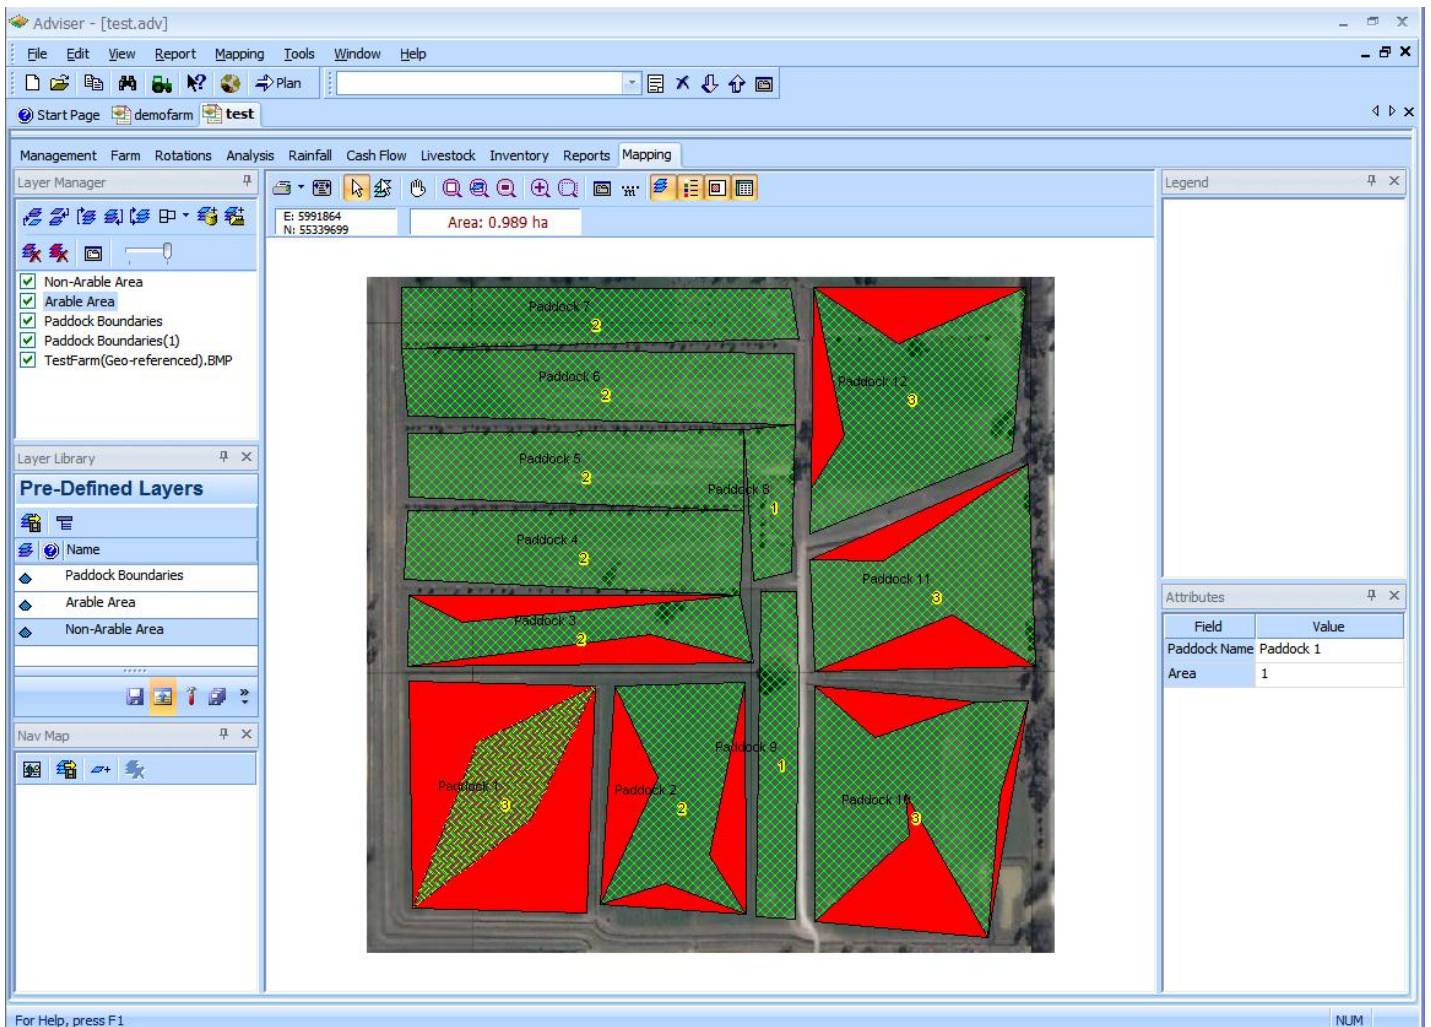 Adviser - [test.adv]
File Edit View Report Mapping Tools Window Help
Plan
Start Page demofarm test
Management Farm Rotations Analysis Rainfall Cash Flow Livestock Inventory Reports Mapping
Layer Manager
Non-Arable Area
Arable Area
Paddock Boundaries
Paddock Boundaries(1)
TestFarm(Geo-referenced).BMP
Layer Library
Pre-Defined Layers
Name
Paddock Boundaries
Arable Area
Non-Arable Area
Nav Map
E: 5991864
N: 55339699
Area: 0.989 ha
Paddock 7
2
Paddock 6
2
Paddock 12
3
Paddock 5
2
Paddock 8
1
Paddock 4
2
Paddock 11
3
Paddock 3
2
Paddock 9
1
Paddock 1
3
Paddock 2
2
Paddock 10
3
Legend
Attributes
Field Value
Paddock Name Paddock 1
Area 1
For Help, press F1
NUM